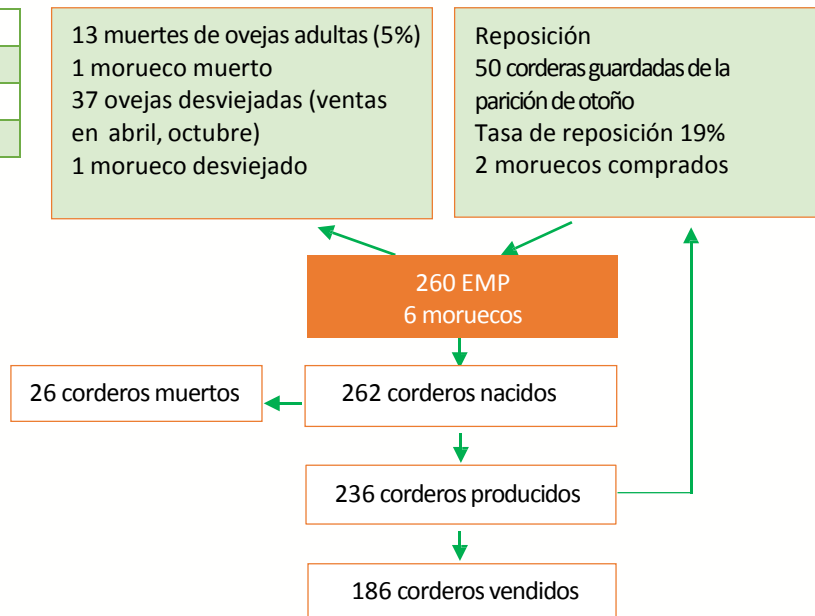 13 muertes de ovejas adultas (5%)
1 morueco muerto
37 ovejas desviejadas (ventas
en abril, octubre)
1 morueco desviejado
Reposición
50 corderas guardadas de la
parición de otoño
Tasa de reposición 19%
2 moruecos comprados
260 EMP
6 moruecos
26 corderos muertos
262 corderos nacidos
236 corderos producidos
186 corderos vendidos